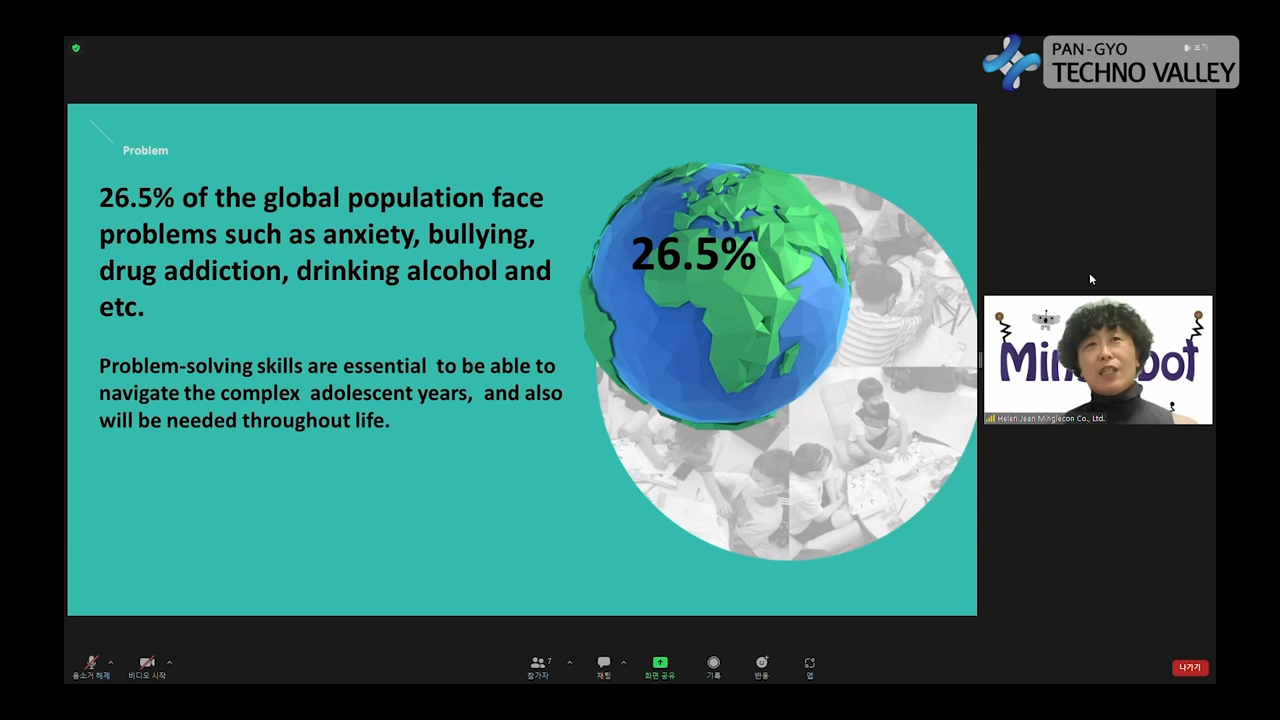 PAN-GYO
보기
TECHNO VALLEY
Problem
26.5% of the global population face
problems such as anxiety, bullying,
drug addiction, drinking alcohol and
etc.
26.5%
Problem-solving skills are essential to be able to
navigate the complex adolescent years, and also
will be needed throughout life.
Helen Jean Minglecon Co., Ltd.
음소거 해제
비디오 시작
7
참가자
채팅
화면 공유
기록
반응
앱
나가기